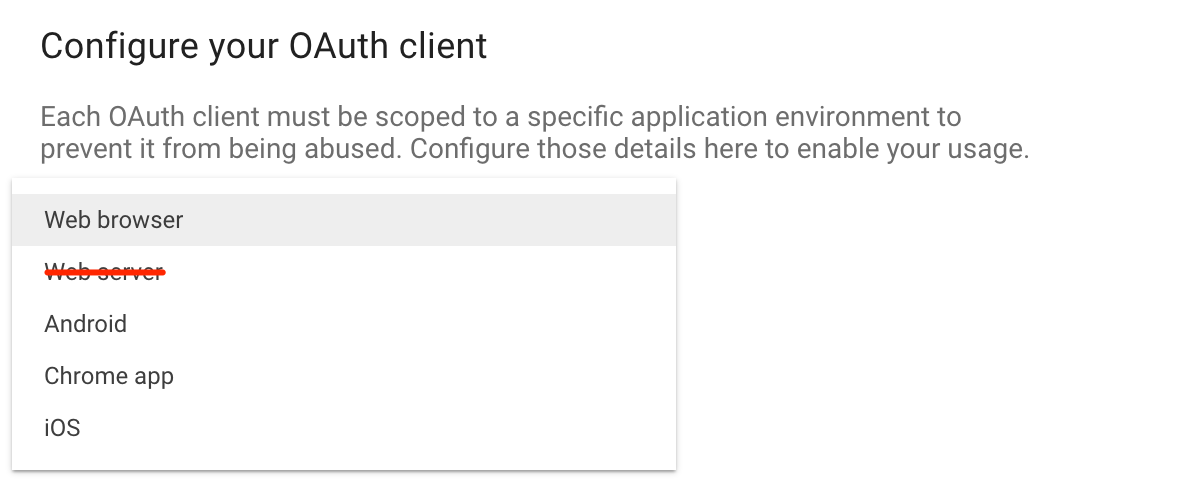 Configure your OAuth client
Each OAuth client must be scoped to a specific application environment to
prevent it from being abused. Configure those details here to enable your usage.
Web browser
Web server
Android
Chrome app
iOS